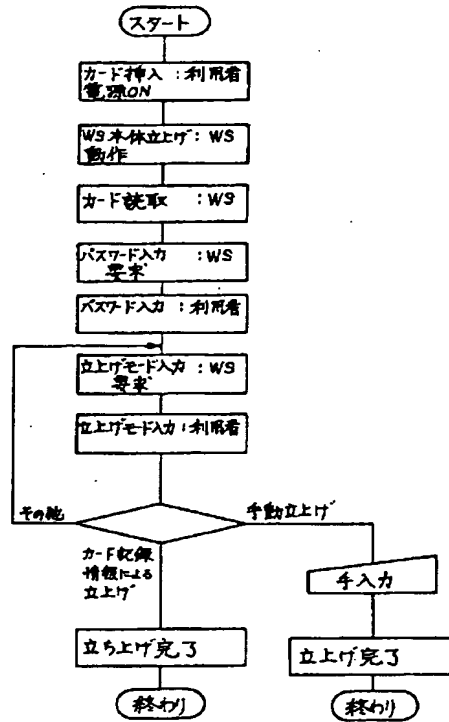 スタート
カード挿入:利用者
電源ON
WS本体立上げ:WS
動作
カード読取 :WS
パスワード入力:WS
要求
パスワード入力:利用者
立上げモード入力:WS
要求
立上げモード入力:利用者
その他
手動立上げ
カード記録
情報による
立上げ
手入力
立ち上げ完了
立上げ完了
終わり
終わり